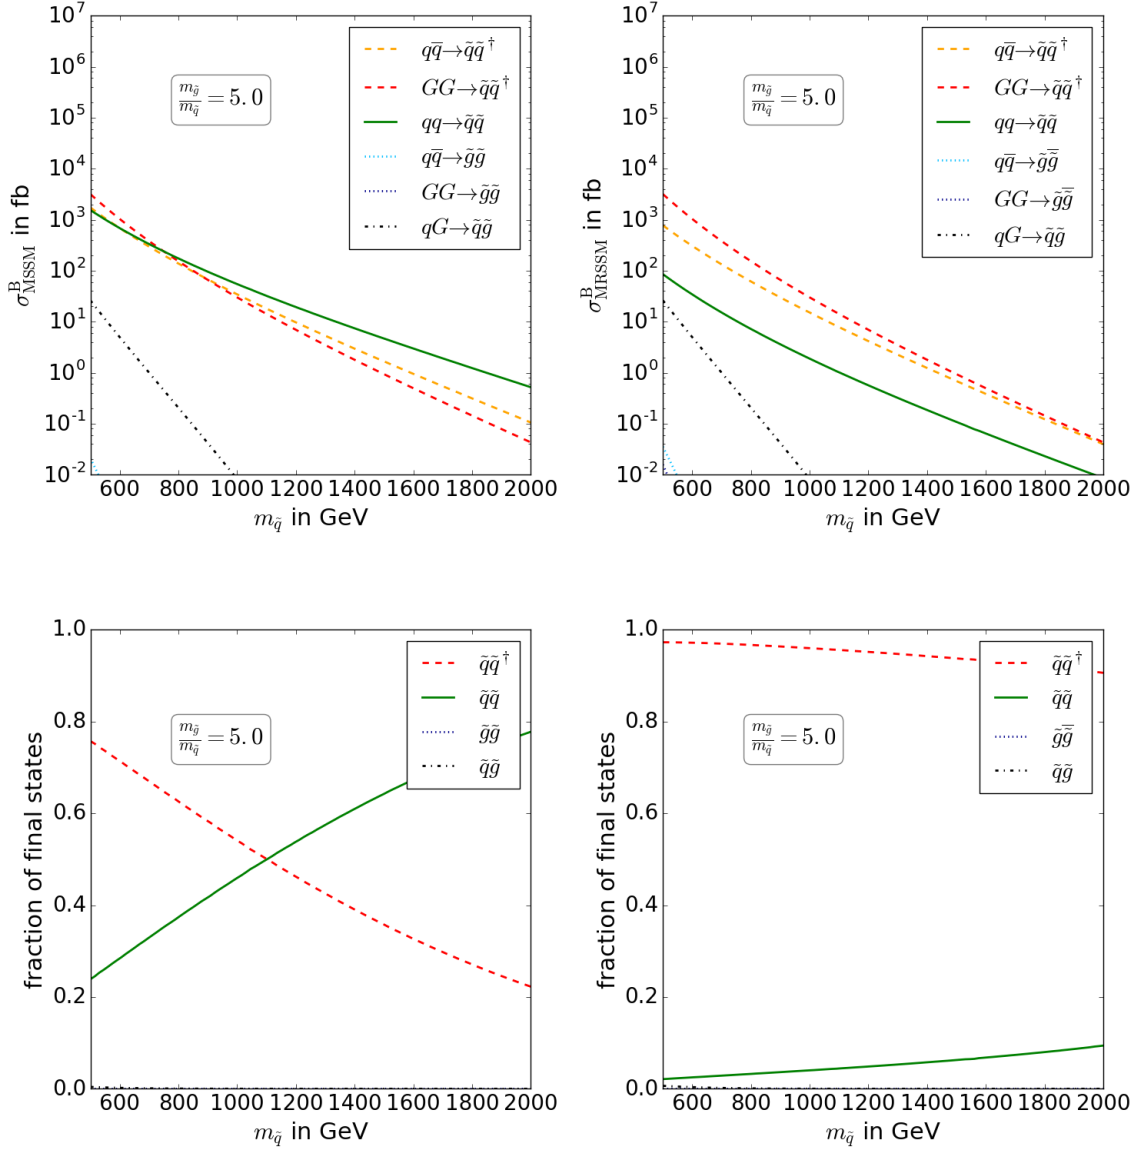 10^7
10^6
10^5
10^4
10^3
10^2
10^1
10^0
10^{-1}
10^{-2}
σ^B_MSSM in fb
m_g̃/m_q̃ = 5.0
qq̅→q̃q̃†
GG→q̃q̃†
qq→q̃q̃
qq̅→g̃g̃
GG→g̃g̃
qG→q̃g̃
600 800 1000 1200 1400 1600 1800 2000
m_q̃ in GeV
10^7
10^6
10^5
10^4
10^3
10^2
10^1
10^0
10^{-1}
10^{-2}
σ^B_MRSSM in fb
m_g̃/m_q̃ = 5.0
qq̅→q̃q̃†
GG→q̃q̃†
qq→q̃q̃
qq̅→g̃g̃̅
GG→g̃g̃̅
qG→q̃g̃
600 800 1000 1200 1400 1600 1800 2000
m_q̃ in GeV
1.0
0.8
0.6
0.4
0.2
0.0
fraction of final states
m_g̃/m_q̃ = 5.0
q̃q̃†
q̃q̃
g̃g̃
q̃g̃
600 800 1000 1200 1400 1600 1800 2000
m_q̃ in GeV
1.0
0.8
0.6
0.4
0.2
0.0
fraction of final states
m_g̃/m_q̃ = 5.0
q̃q̃†
q̃q̃
g̃g̃̅
q̃g̃
600 800 1000 1200 1400 1600 1800 2000
m_q̃ in GeV